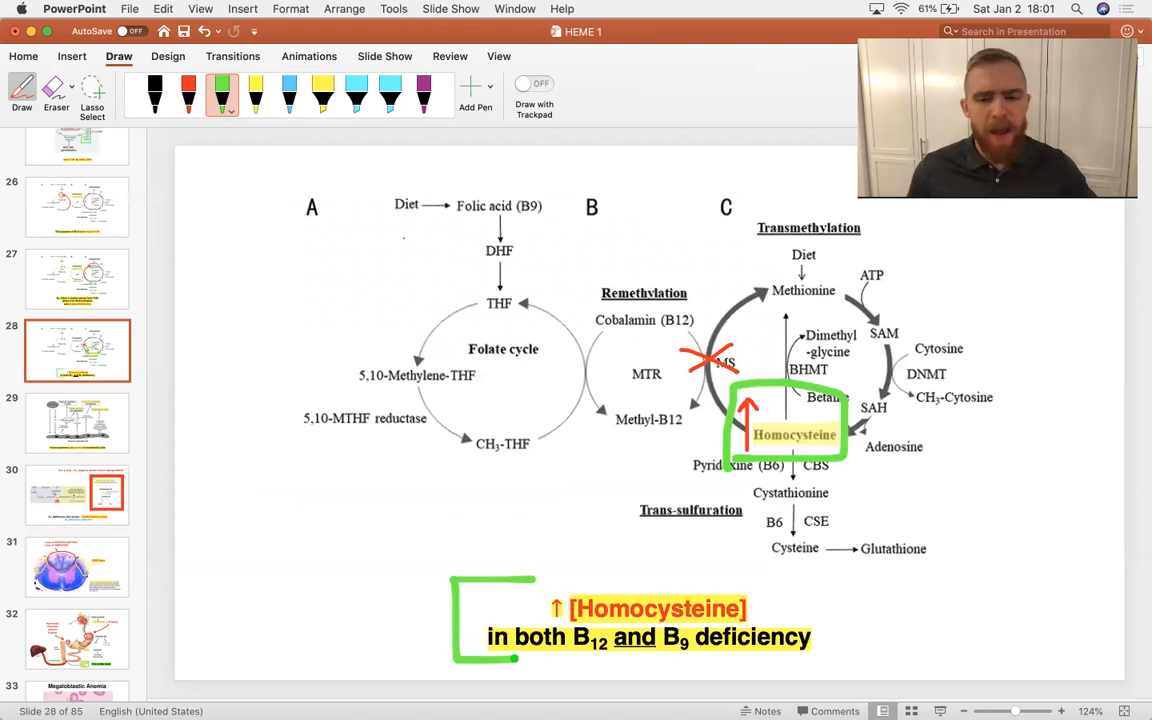 PowerPoint File Edit View Insert Format Arrange Tools Slide Show Window Help 61% Sat Jan 2 18:01
AutoSave OFF HEME 1 Search in Presentation
Home Insert Draw Design Transitions Animations Slide Show Review View
Draw Eraser Lasso Select Add Pen OFF Draw with Trackpad
26
27
28
29
30
31
32
33
Megaloblastic Anemia
A
Diet
Folic acid (B9)
DHF
THF
Folate cycle
5,10-Methylene-THF
5,10-MTHF reductase
CH3-THF
B
Remethylation
Cobalamin (B12)
MTR
MS
Methyl-B12
C
Transmethylation
Diet
Methionine
ATP
SAM
Dimethyl
-glycine
BHMT
Betaine
Cytosine
DNMT
CH3-Cytosine
SAH
Adenosine
Homocysteine
Pyridoxine (B6) CBS
Cystathionine
Trans-sulfuration
B6 CSE
Cysteine
Glutathione
↑ [Homocysteine]
in both B12 and B9 deficiency
Slide 28 of 85 English (United States) Notes Comments 124%